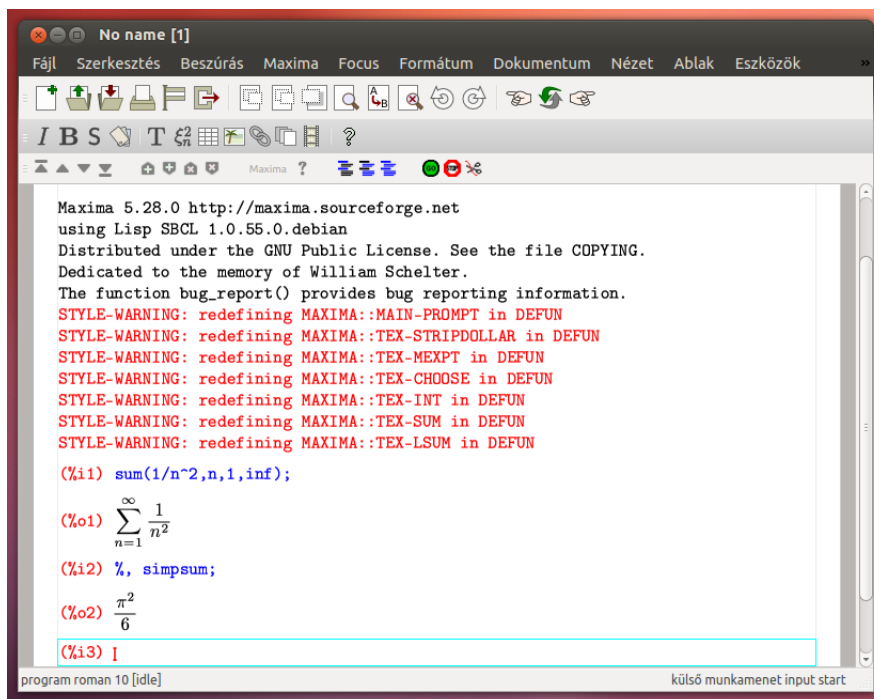 No name [1]
Fájl Szerkesztés Beszúrás Maxima Focus Formátum Dokumentum Nézet Ablak Eszközök »
I B S T ξ²ₙ ?
Maxima ?
Maxima 5.28.0 http://maxima.sourceforge.net
using Lisp SBCL 1.0.55.0.debian
Distributed under the GNU Public License. See the file COPYING.
Dedicated to the memory of William Schelter.
The function bug_report() provides bug reporting information.
STYLE-WARNING: redefining MAXIMA::MAIN-PROMPT in DEFUN
STYLE-WARNING: redefining MAXIMA::TEX-STRIPDOLLAR in DEFUN
STYLE-WARNING: redefining MAXIMA::TEX-MEXPT in DEFUN
STYLE-WARNING: redefining MAXIMA::TEX-CHOOSE in DEFUN
STYLE-WARNING: redefining MAXIMA::TEX-INT in DEFUN
STYLE-WARNING: redefining MAXIMA::TEX-SUM in DEFUN
STYLE-WARNING: redefining MAXIMA::TEX-LSUM in DEFUN
(%i1) sum(1/n^2,n,1,inf);
(%o1) ∑_{n=1}^{∞} 1/n²
(%i2) %, simpsum;
(%o2) π²/6
(%i3)
program roman 10 [idle] külső munkamenet input start